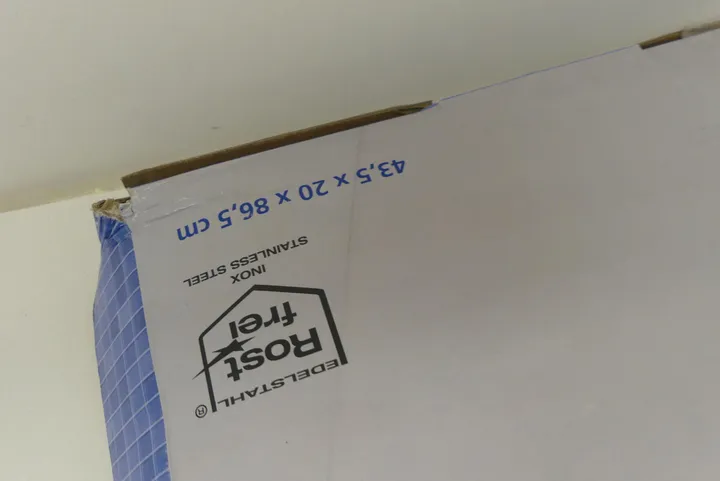 EDELSTAHL®
Rost
frei
INOX
STAINLESS STEEL
43,5 x 20 x 86,5 cm